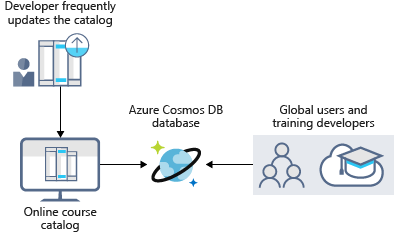 Developer frequently
updates the catalog
Azure Cosmos DB
database
Global users and
training developers
Online course
catalog